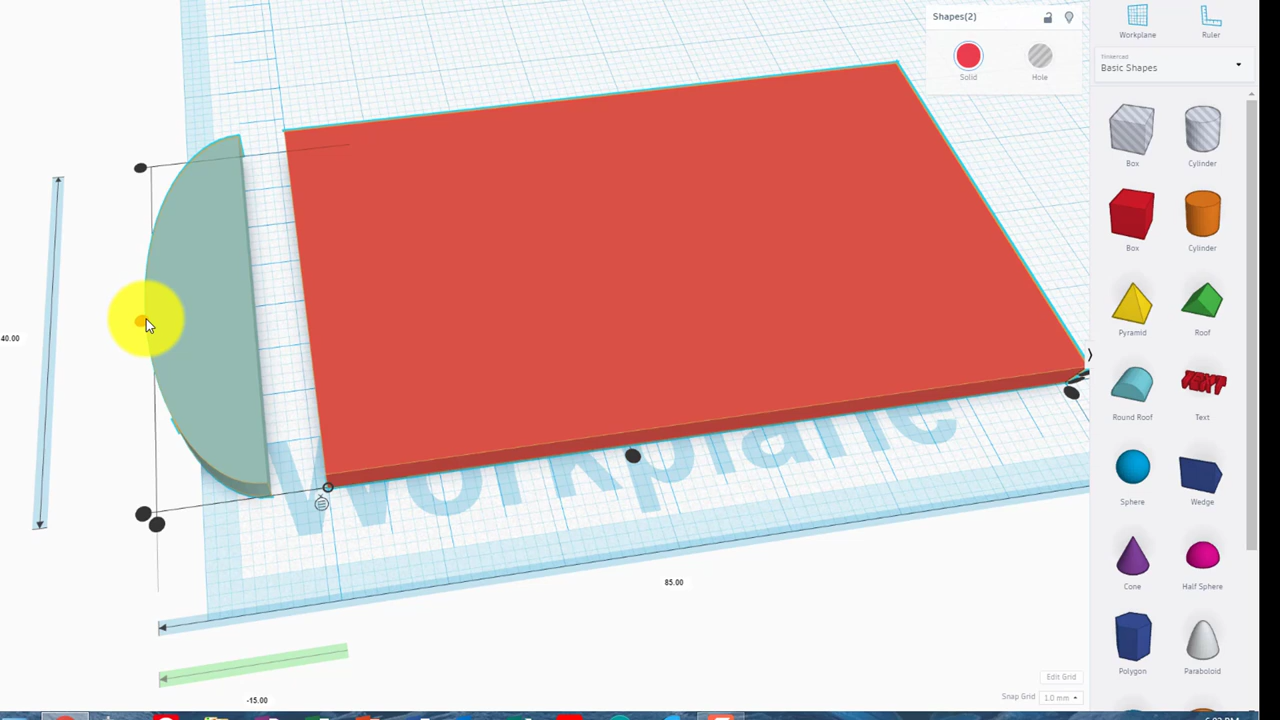 Shapes(2)
Solid
Hole
Workplane
Ruler
Tinkercad
Basic Shapes
Box
Cylinder
Box
Cylinder
Pyramid
Roof
Round Roof
TEXT
Text
Sphere
Wedge
Cone
Half Sphere
Polygon
Paraboloid
40.00
Workplane
85.00
-15.00
Edit Grid
Snap Grid
1.0 mm